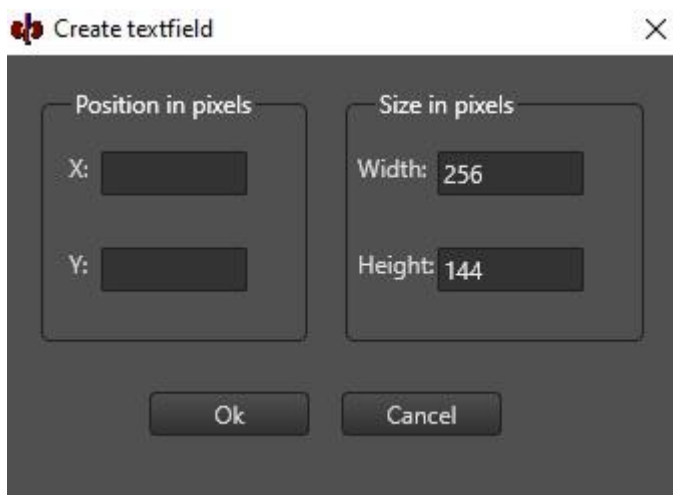 Create textfield
Position in pixels
X:
Y:
Size in pixels
Width: 256
Height: 144
Ok
Cancel